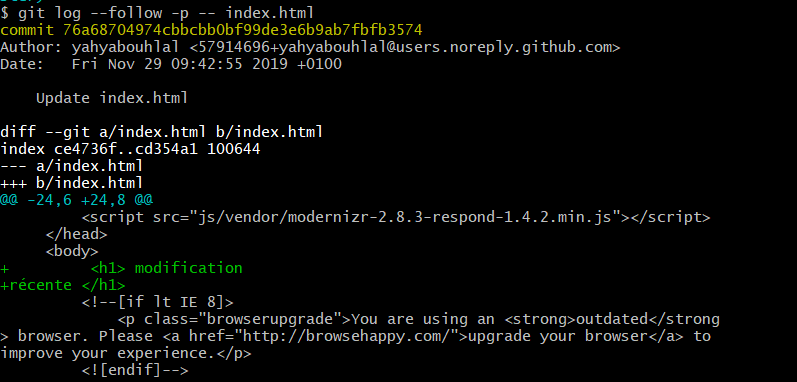 $ git log --follow -p -- index.html
commit 76a68704974cbbcbb0bf99de3e6b9ab7fbfb3574
Author: yahyabouhlal <57914696+yahyabouhlal@users.noreply.github.com>
Date:   Fri Nov 29 09:42:55 2019 +0100
    Update index.html
diff --git a/index.html b/index.html
index ce4736f..cd354a1 100644
--- a/index.html
+++ b/index.html
@@ -24,6 +24,8 @@
         <script src="js/vendor/modernizr-2.8.3-respond-1.4.2.min.js"></script>
     </head>
     <body>
+         <h1> modification
+récente </h1>
         <!--[if lt IE 8]>
             <p class="browserupgrade">You are using an <strong>outdated</strong
> browser. Please <a href="http://browsehappy.com/">upgrade your browser</a> to
improve your experience.</p>
         <![endif]-->